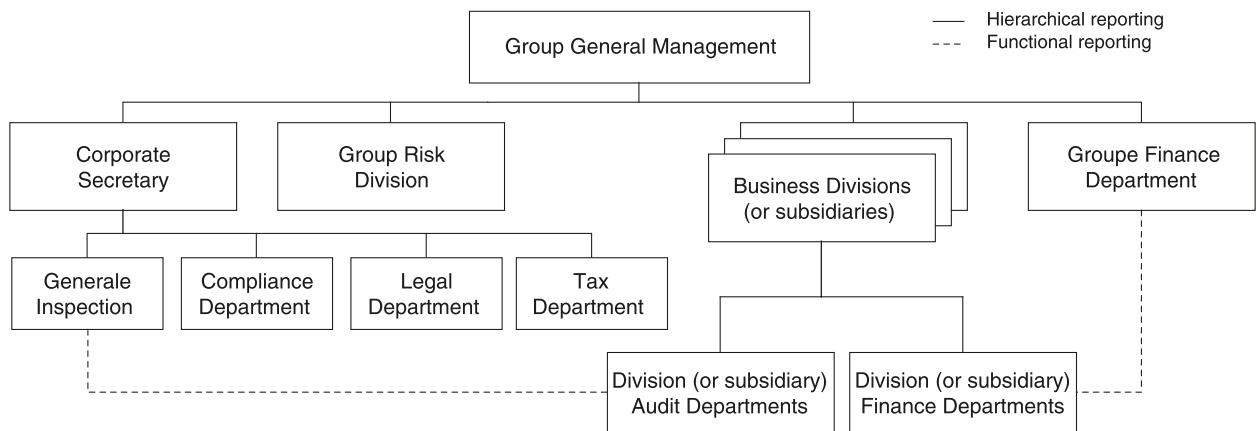 Group General Management
Hierarchical reporting
Functional reporting
Corporate
Secretary
Group Risk
Division
Business Divisions
(or subsidiaries)
Groupe Finance
Department
Generale
Inspection
Compliance
Department
Legal
Department
Tax
Department
Division (or subsidiary)
Audit Departments
Division (or subsidiary)
Finance Departments